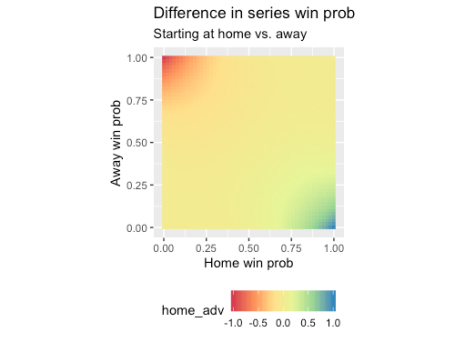 Difference in series win prob
Starting at home vs. away
1.00
0.75
0.50
0.25
0.00
Away win prob
0.00 0.25 0.50 0.75 1.00
Home win prob
home_adv
-1.0 -0.5 0.0 0.5 1.0